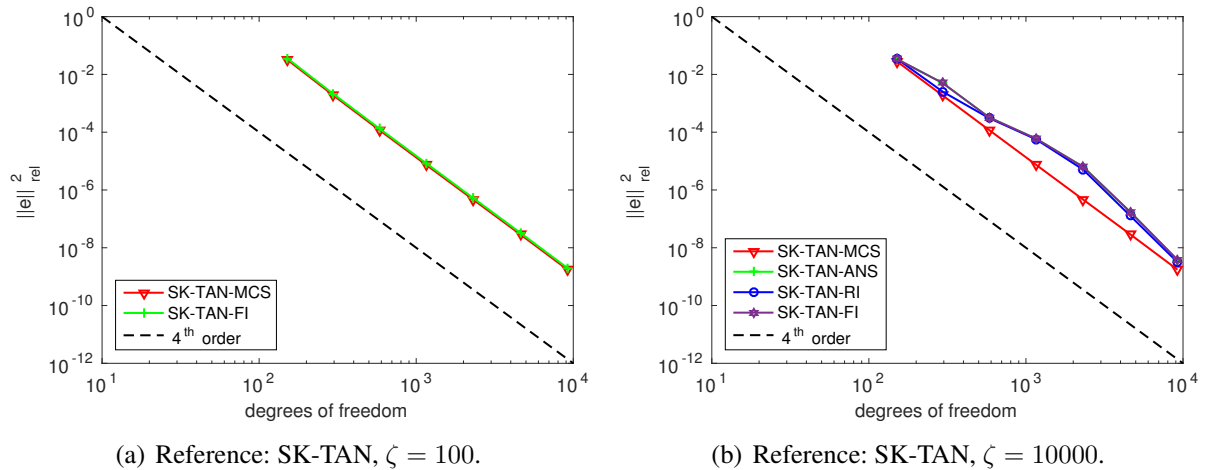 10^0
10^-2
10^-4
10^-6
10^-8
10^-10
10^-12
||e||^2_rel
SK-TAN-MCS
SK-TAN-FI
4^th order
10^1 10^2 10^3 10^4
degrees of freedom
(a) Reference: SK-TAN, ζ = 100.
10^0
10^-2
10^-4
10^-6
10^-8
10^-10
10^-12
||e||^2_rel
SK-TAN-MCS
SK-TAN-ANS
SK-TAN-RI
SK-TAN-FI
4^th order
10^1 10^2 10^3 10^4
degrees of freedom
(b) Reference: SK-TAN, ζ = 10000.